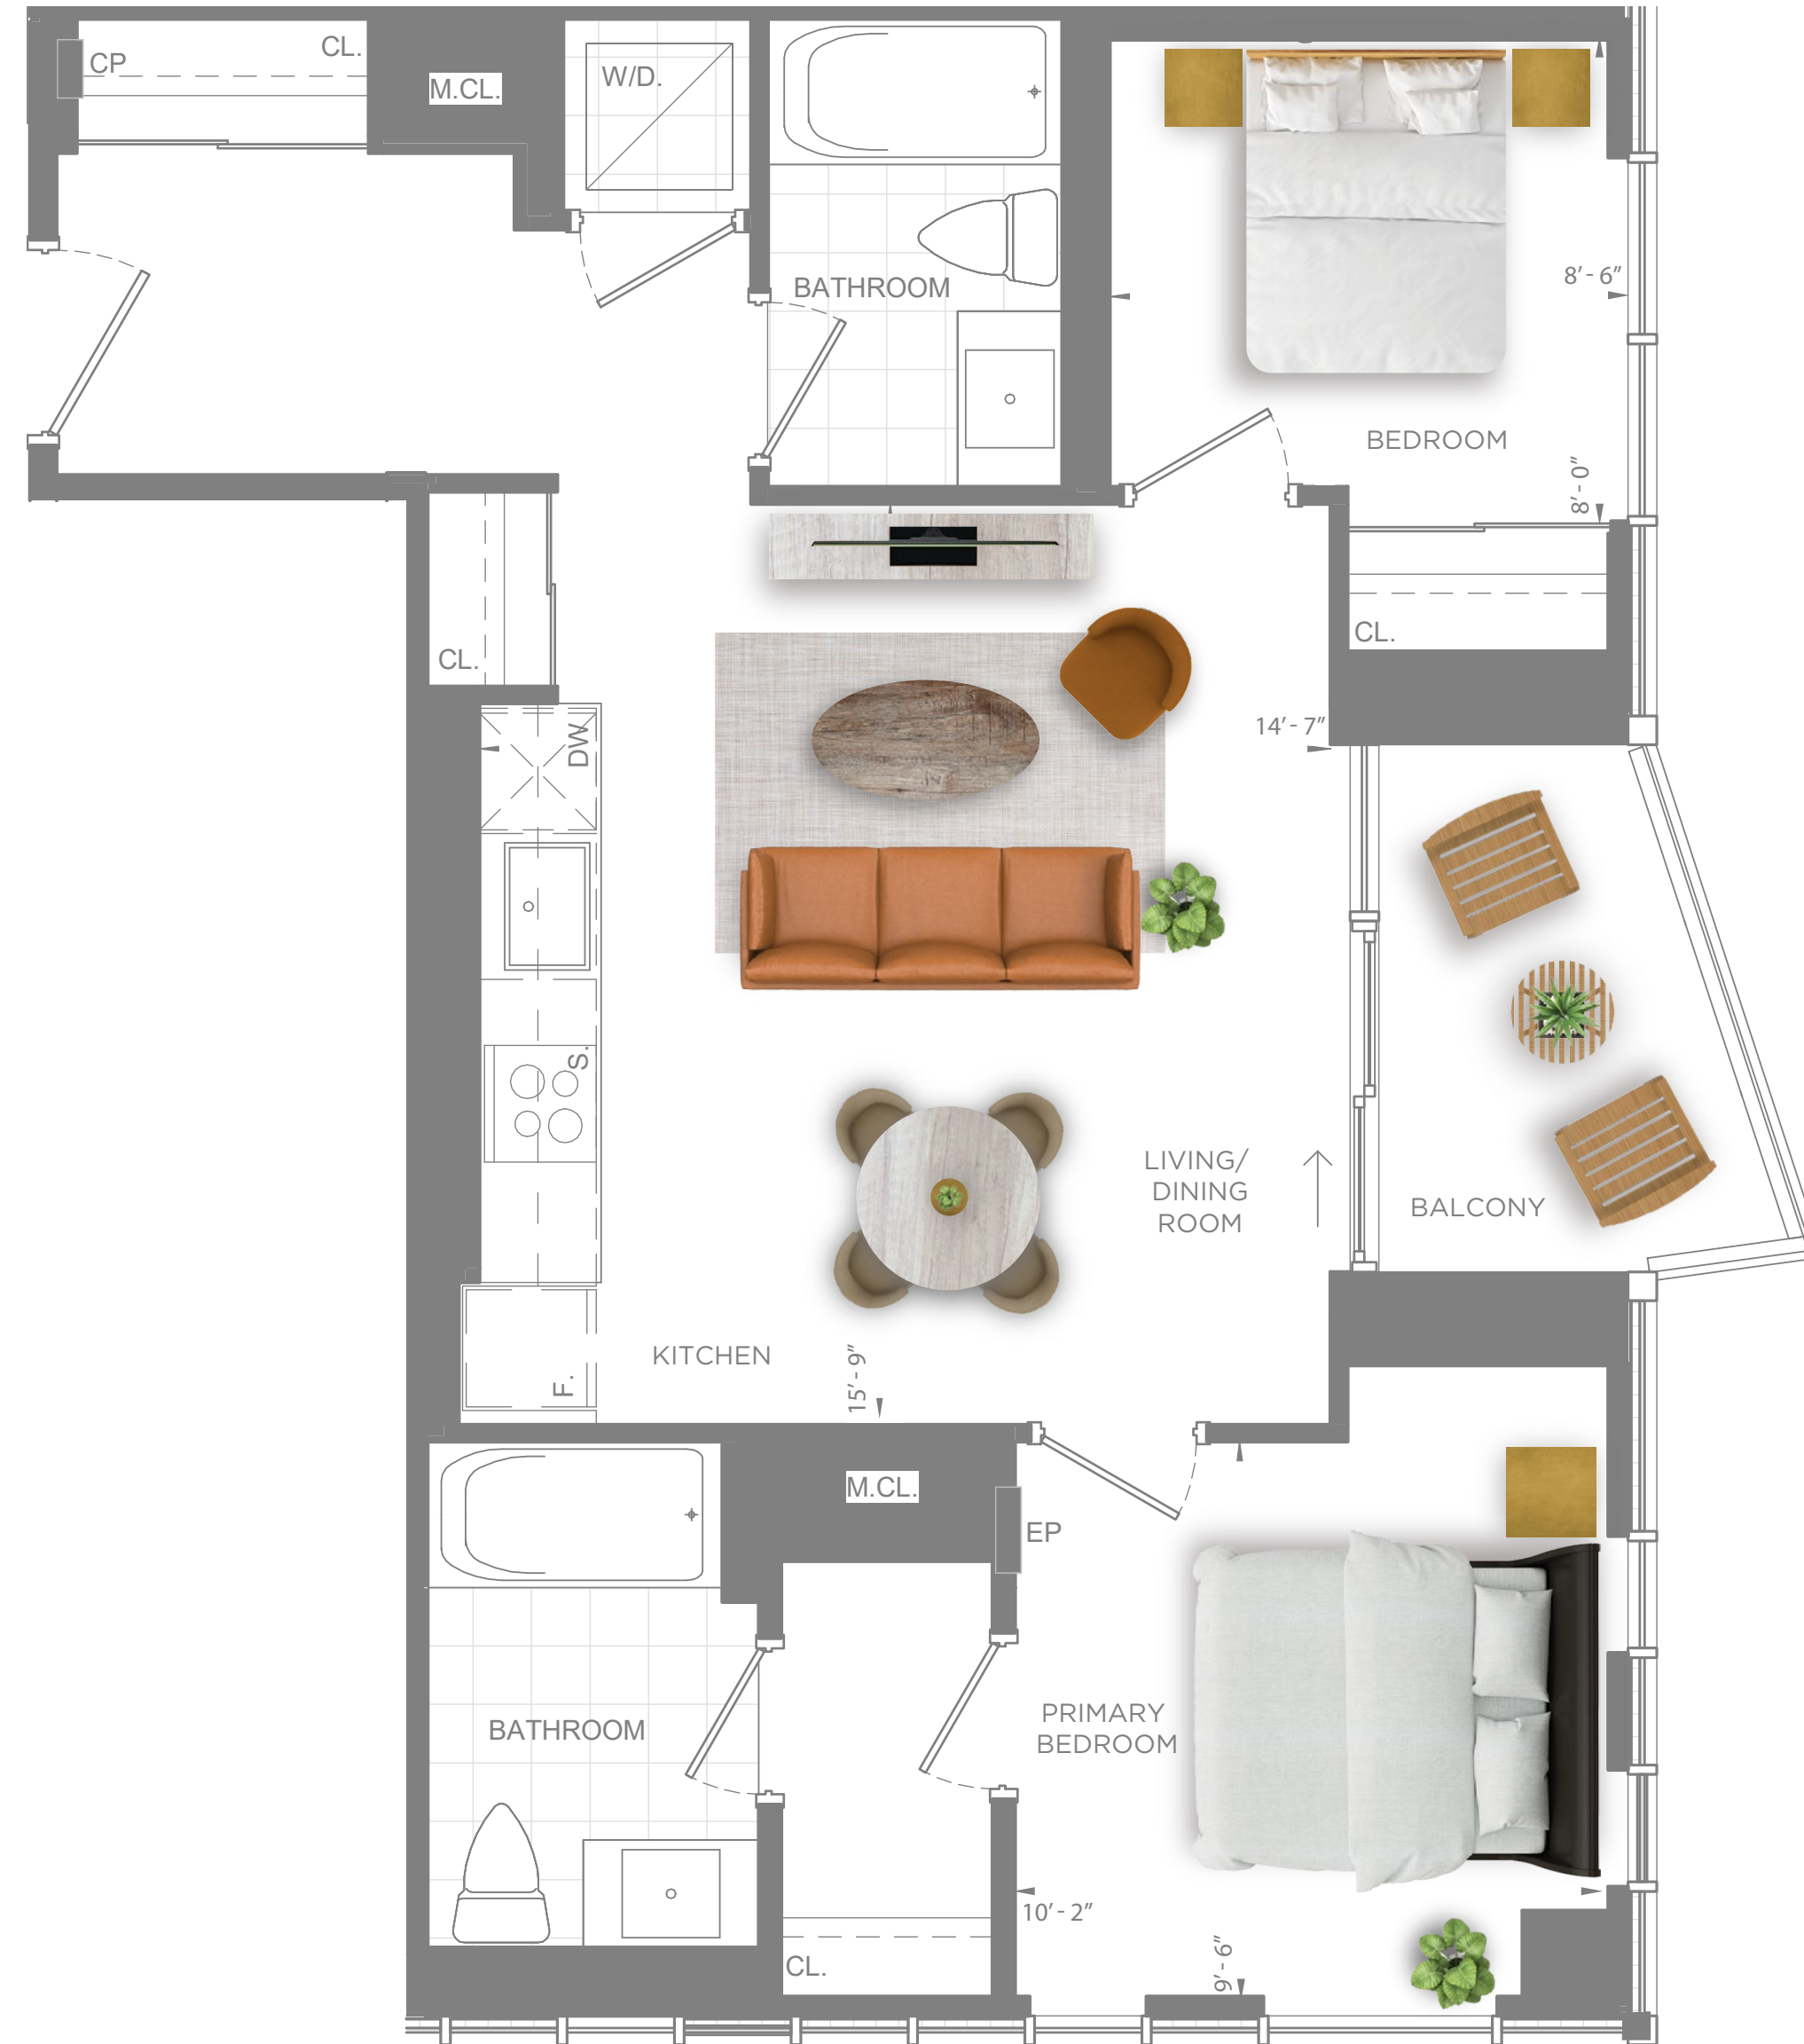 CP
CL.
M.CL.
W/D.
BATHROOM
8'- 6"
BEDROOM
8'- 0"
CL.
CL.
14'- 7"
DW
S.
LIVING/
DINING
ROOM
BALCONY
KITCHEN
15'- 9"
F.
M.CL.
EP
BATHROOM
PRIMARY
BEDROOM
10'- 2"
9'- 6"
CL.